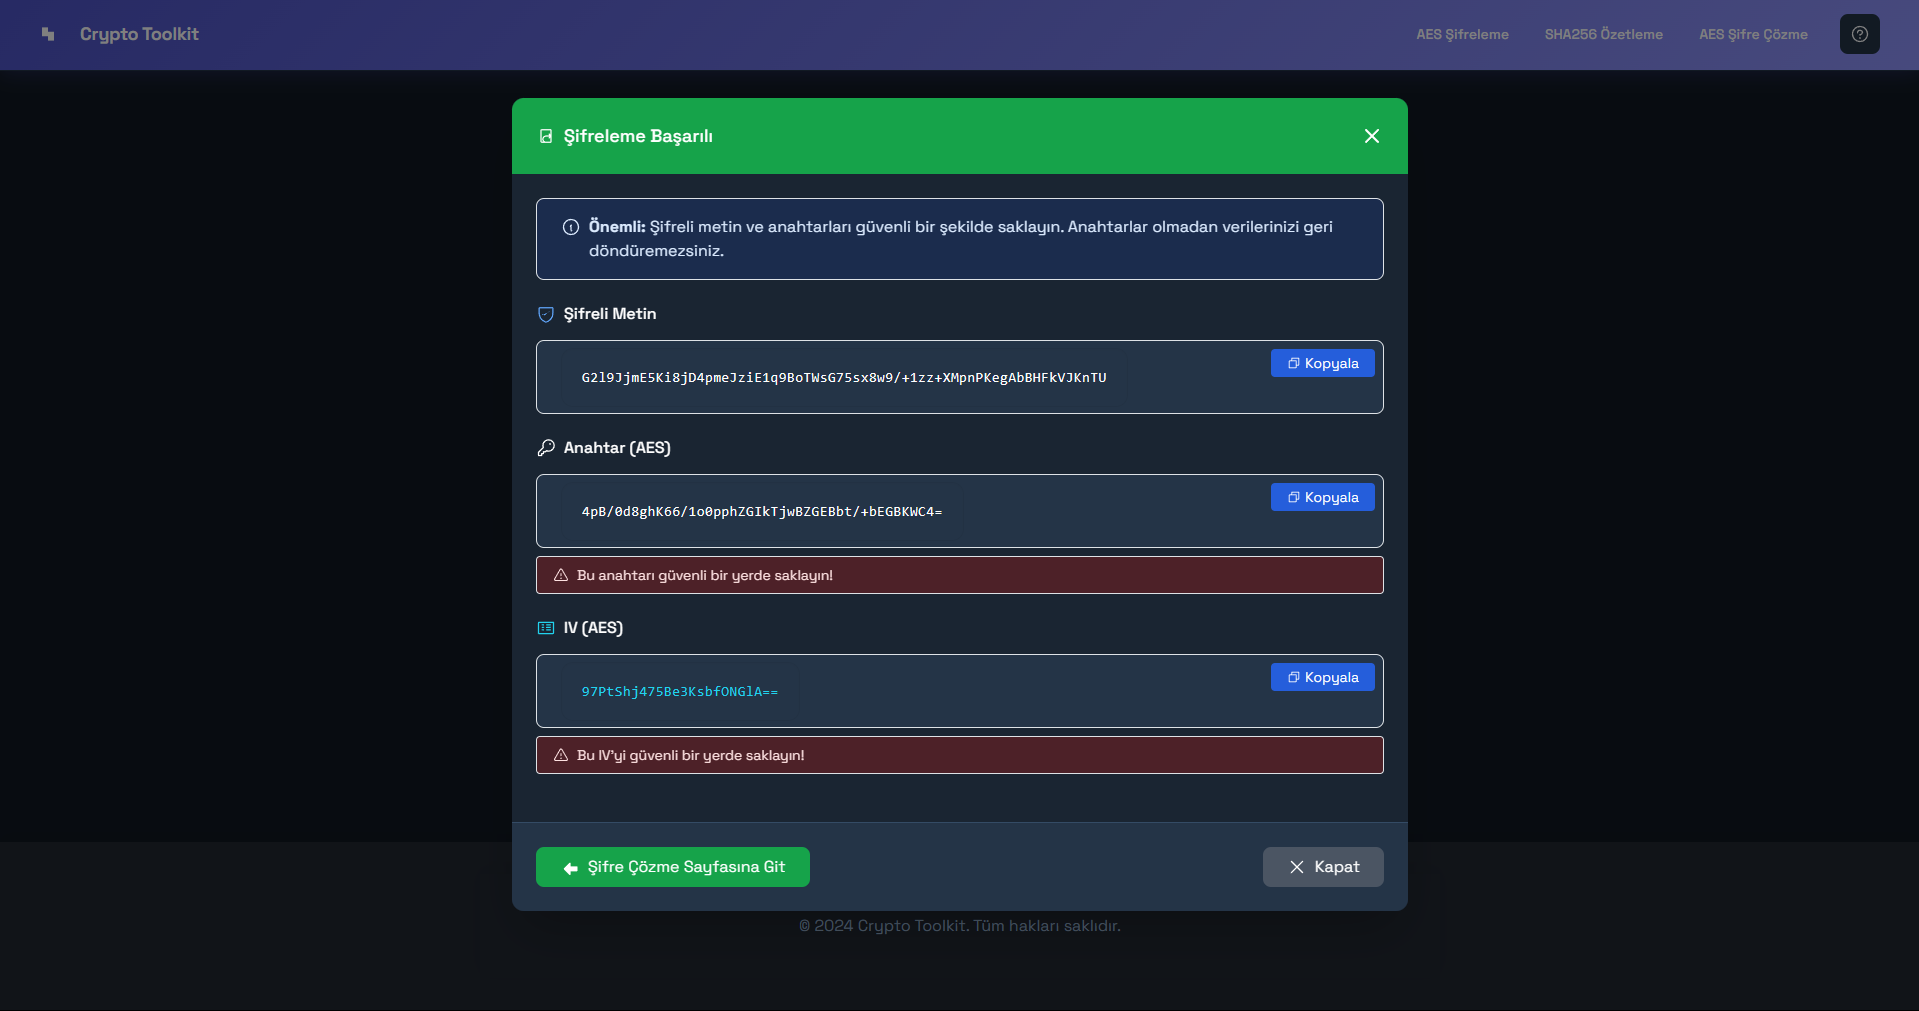 Crypto Toolkit
AES Şifreleme
SHA256 Özetleme
AES Şifre Çözme
Şifreleme Başarılı
Önemli: Şifreli metin ve anahtarları güvenli bir şekilde saklayın. Anahtarlar olmadan verilerinizi geri
döndüremezsiniz.
Şifreli Metin
Kopyala
G2l9JjmE5Ki8jD4pmeJziE1q9BoTWsG75sx8w9/+1zz+XMpnPKegAbBHFkVJKnTU
Anahtar (AES)
Kopyala
4pB/0d8ghK66/1o0pphZGIkTjwBZGEBbt/+bEGBKWC4=
Bu anahtarı güvenli bir yerde saklayın!
IV (AES)
Kopyala
97PtShj475Be3KsbfONGlA==
Bu IV'yi güvenli bir yerde saklayın!
Şifre Çözme Sayfasına Git
Kapat
© 2024 Crypto Toolkit. Tüm hakları saklıdır.